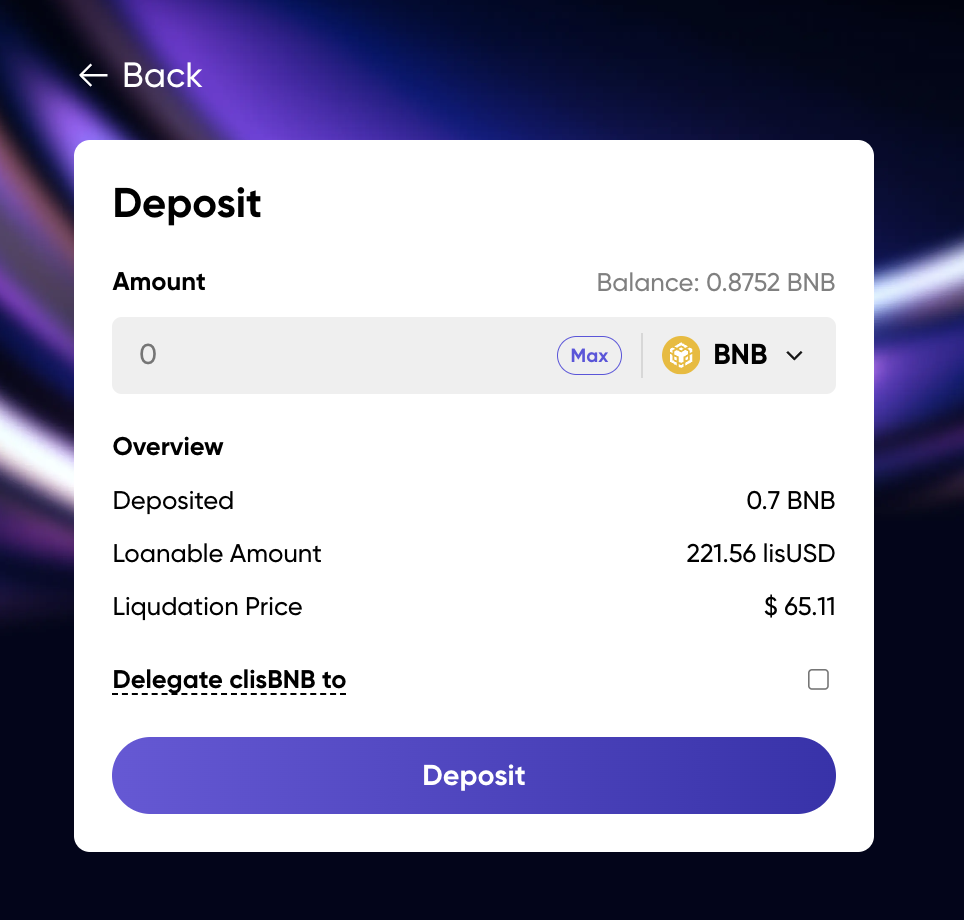 Back
Deposit
Amount Balance: 0.8752 BNB
0 Max BNB
Overview
Deposited 0.7 BNB
Loanable Amount 221.56 lisUSD
Liqudation Price $ 65.11
Delegate clisBNB to
Deposit